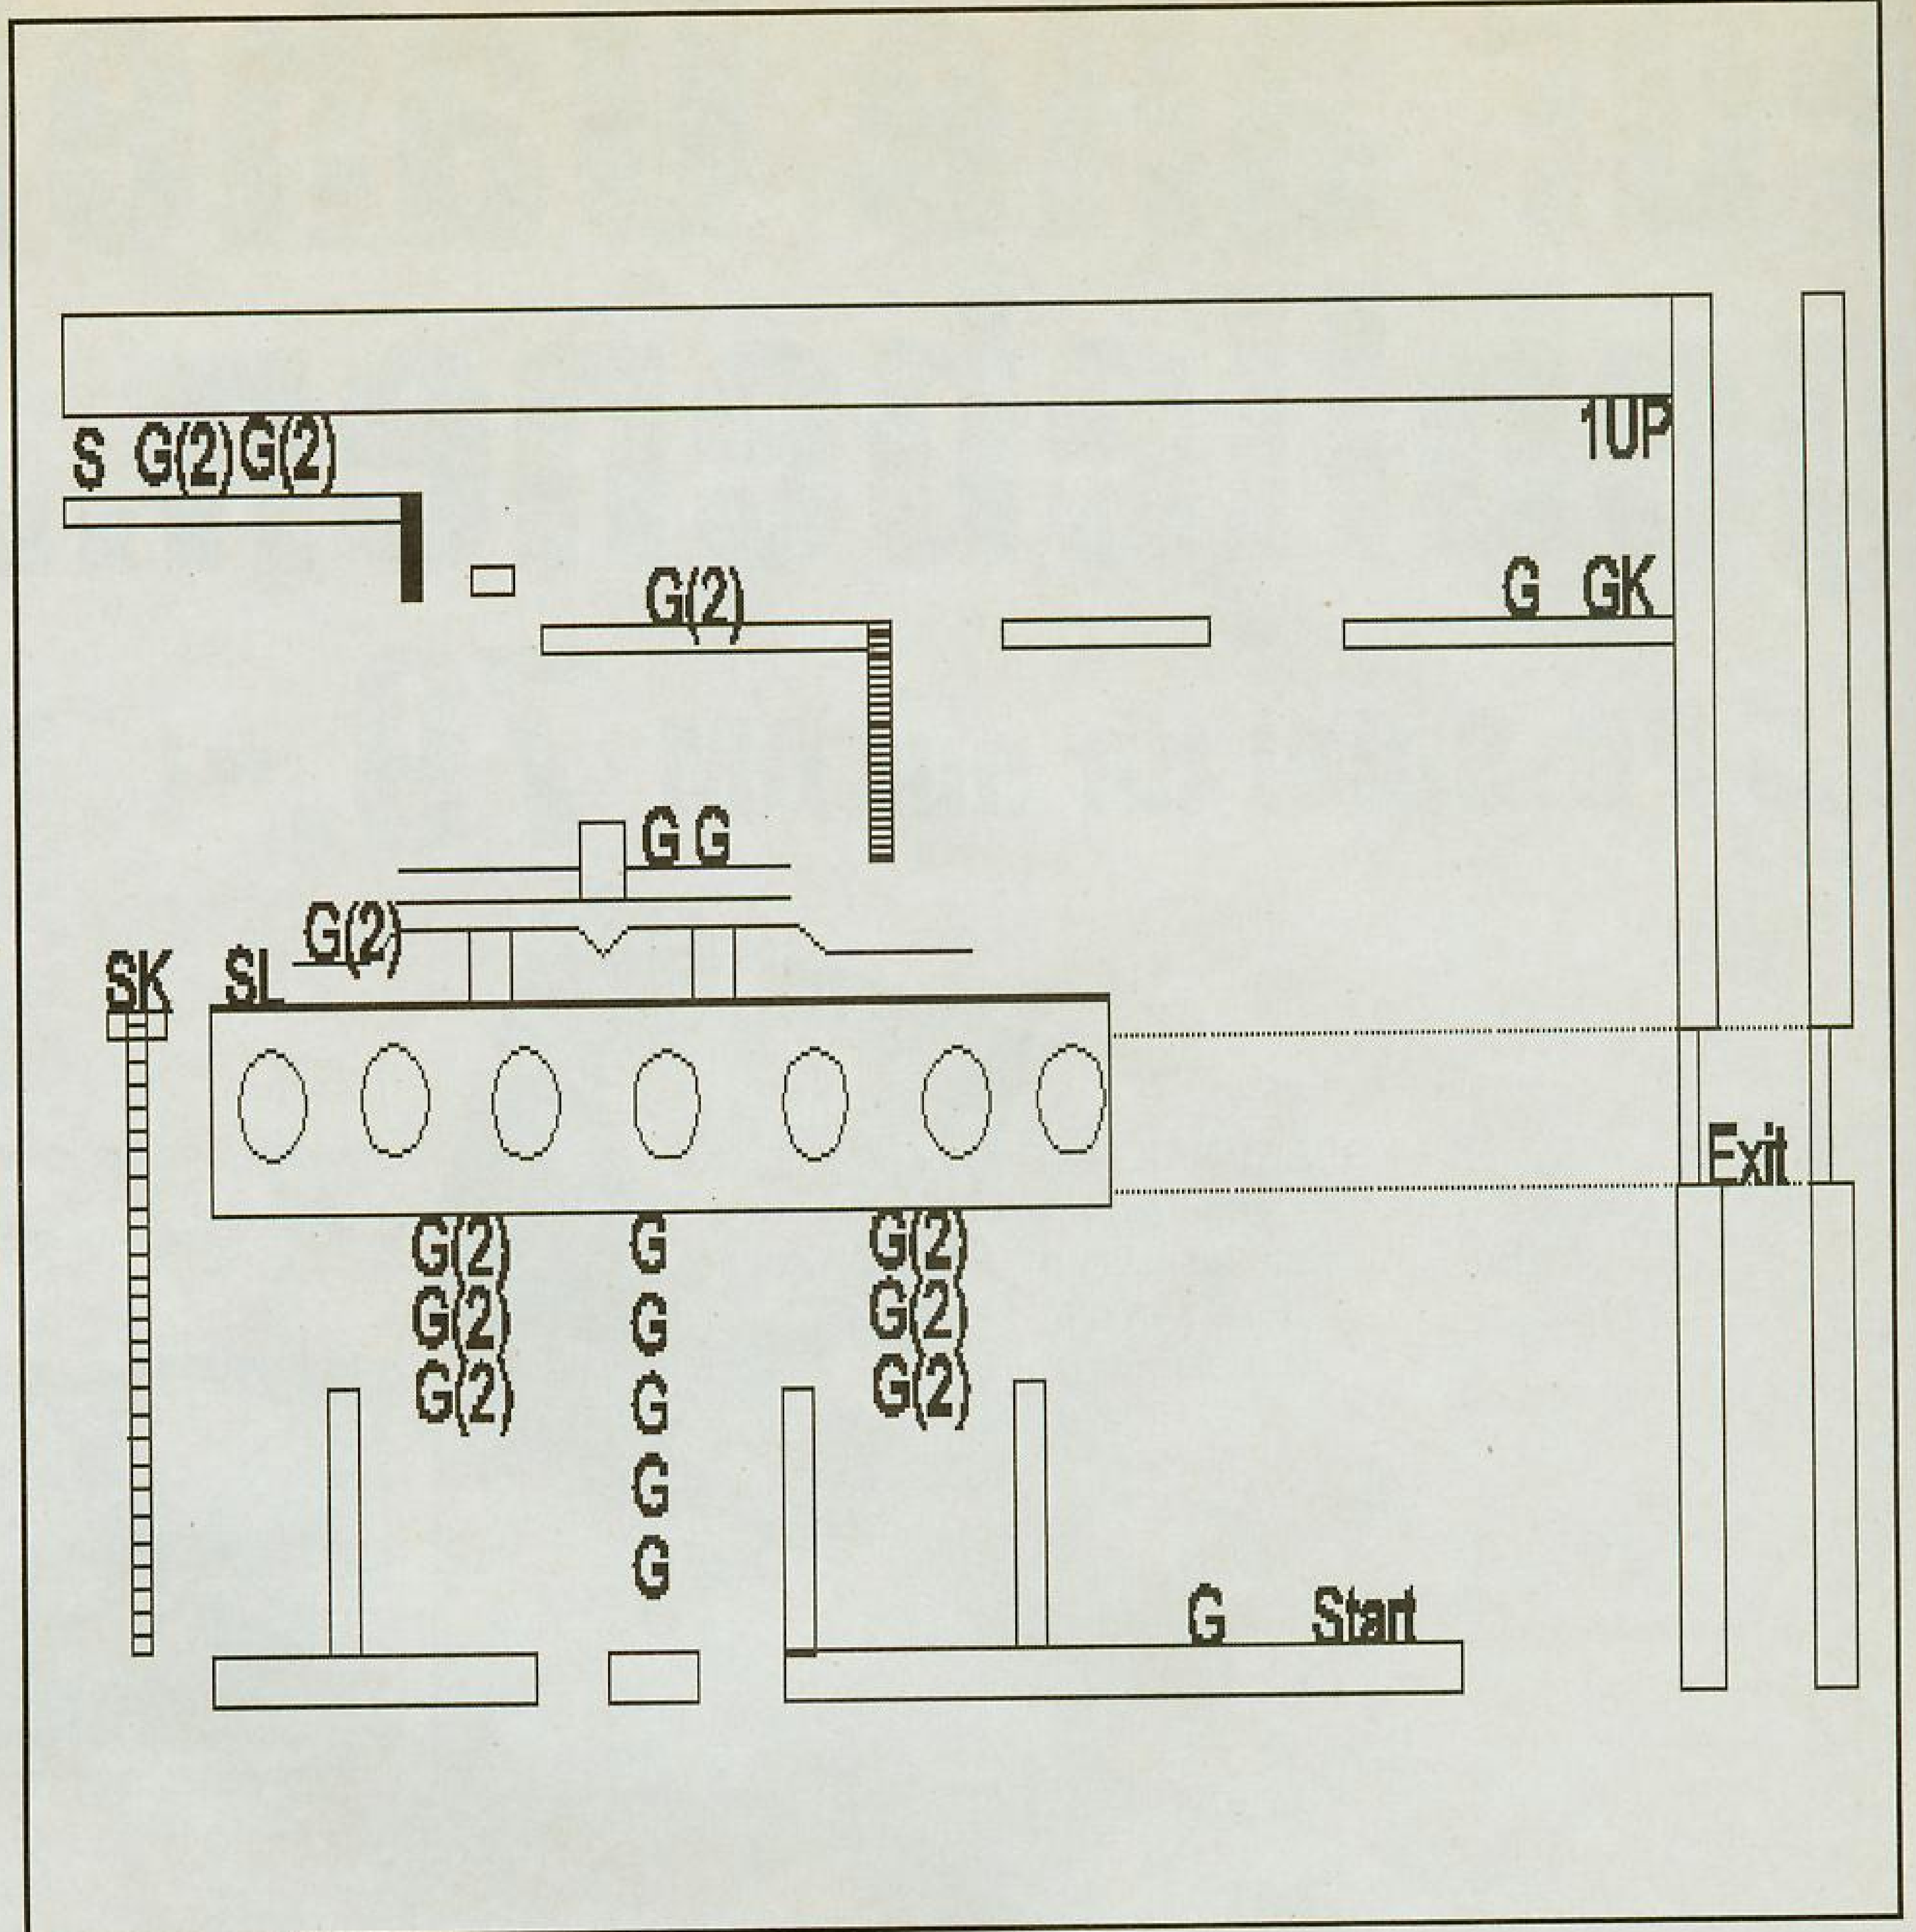 1UP
S G(2) G(2)
G(2)
G GK
G G
G(2)
SK SL
Exit
G(2) G G(2)
G(2) G G(2)
G(2) G G(2)
G
G
G Start